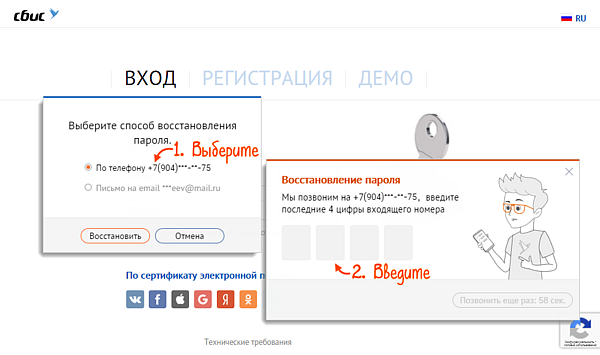 сбис
RU
ВХОД РЕГИСТРАЦИЯ ДЕМО
Выберите способ восстановления
пароля.
1. Выберите
По телефону +7(904)***-**-75
Письмо на email ***eev@mail.ru
Восстановить Отмена
Восстановление пароля
Мы позвоним на +7(904)***-**-75, введите
последние 4 цифры входящего номера
2. Введите
Позвонить еще раз: 58 сек.
По сертификату электронной п
Технические требования